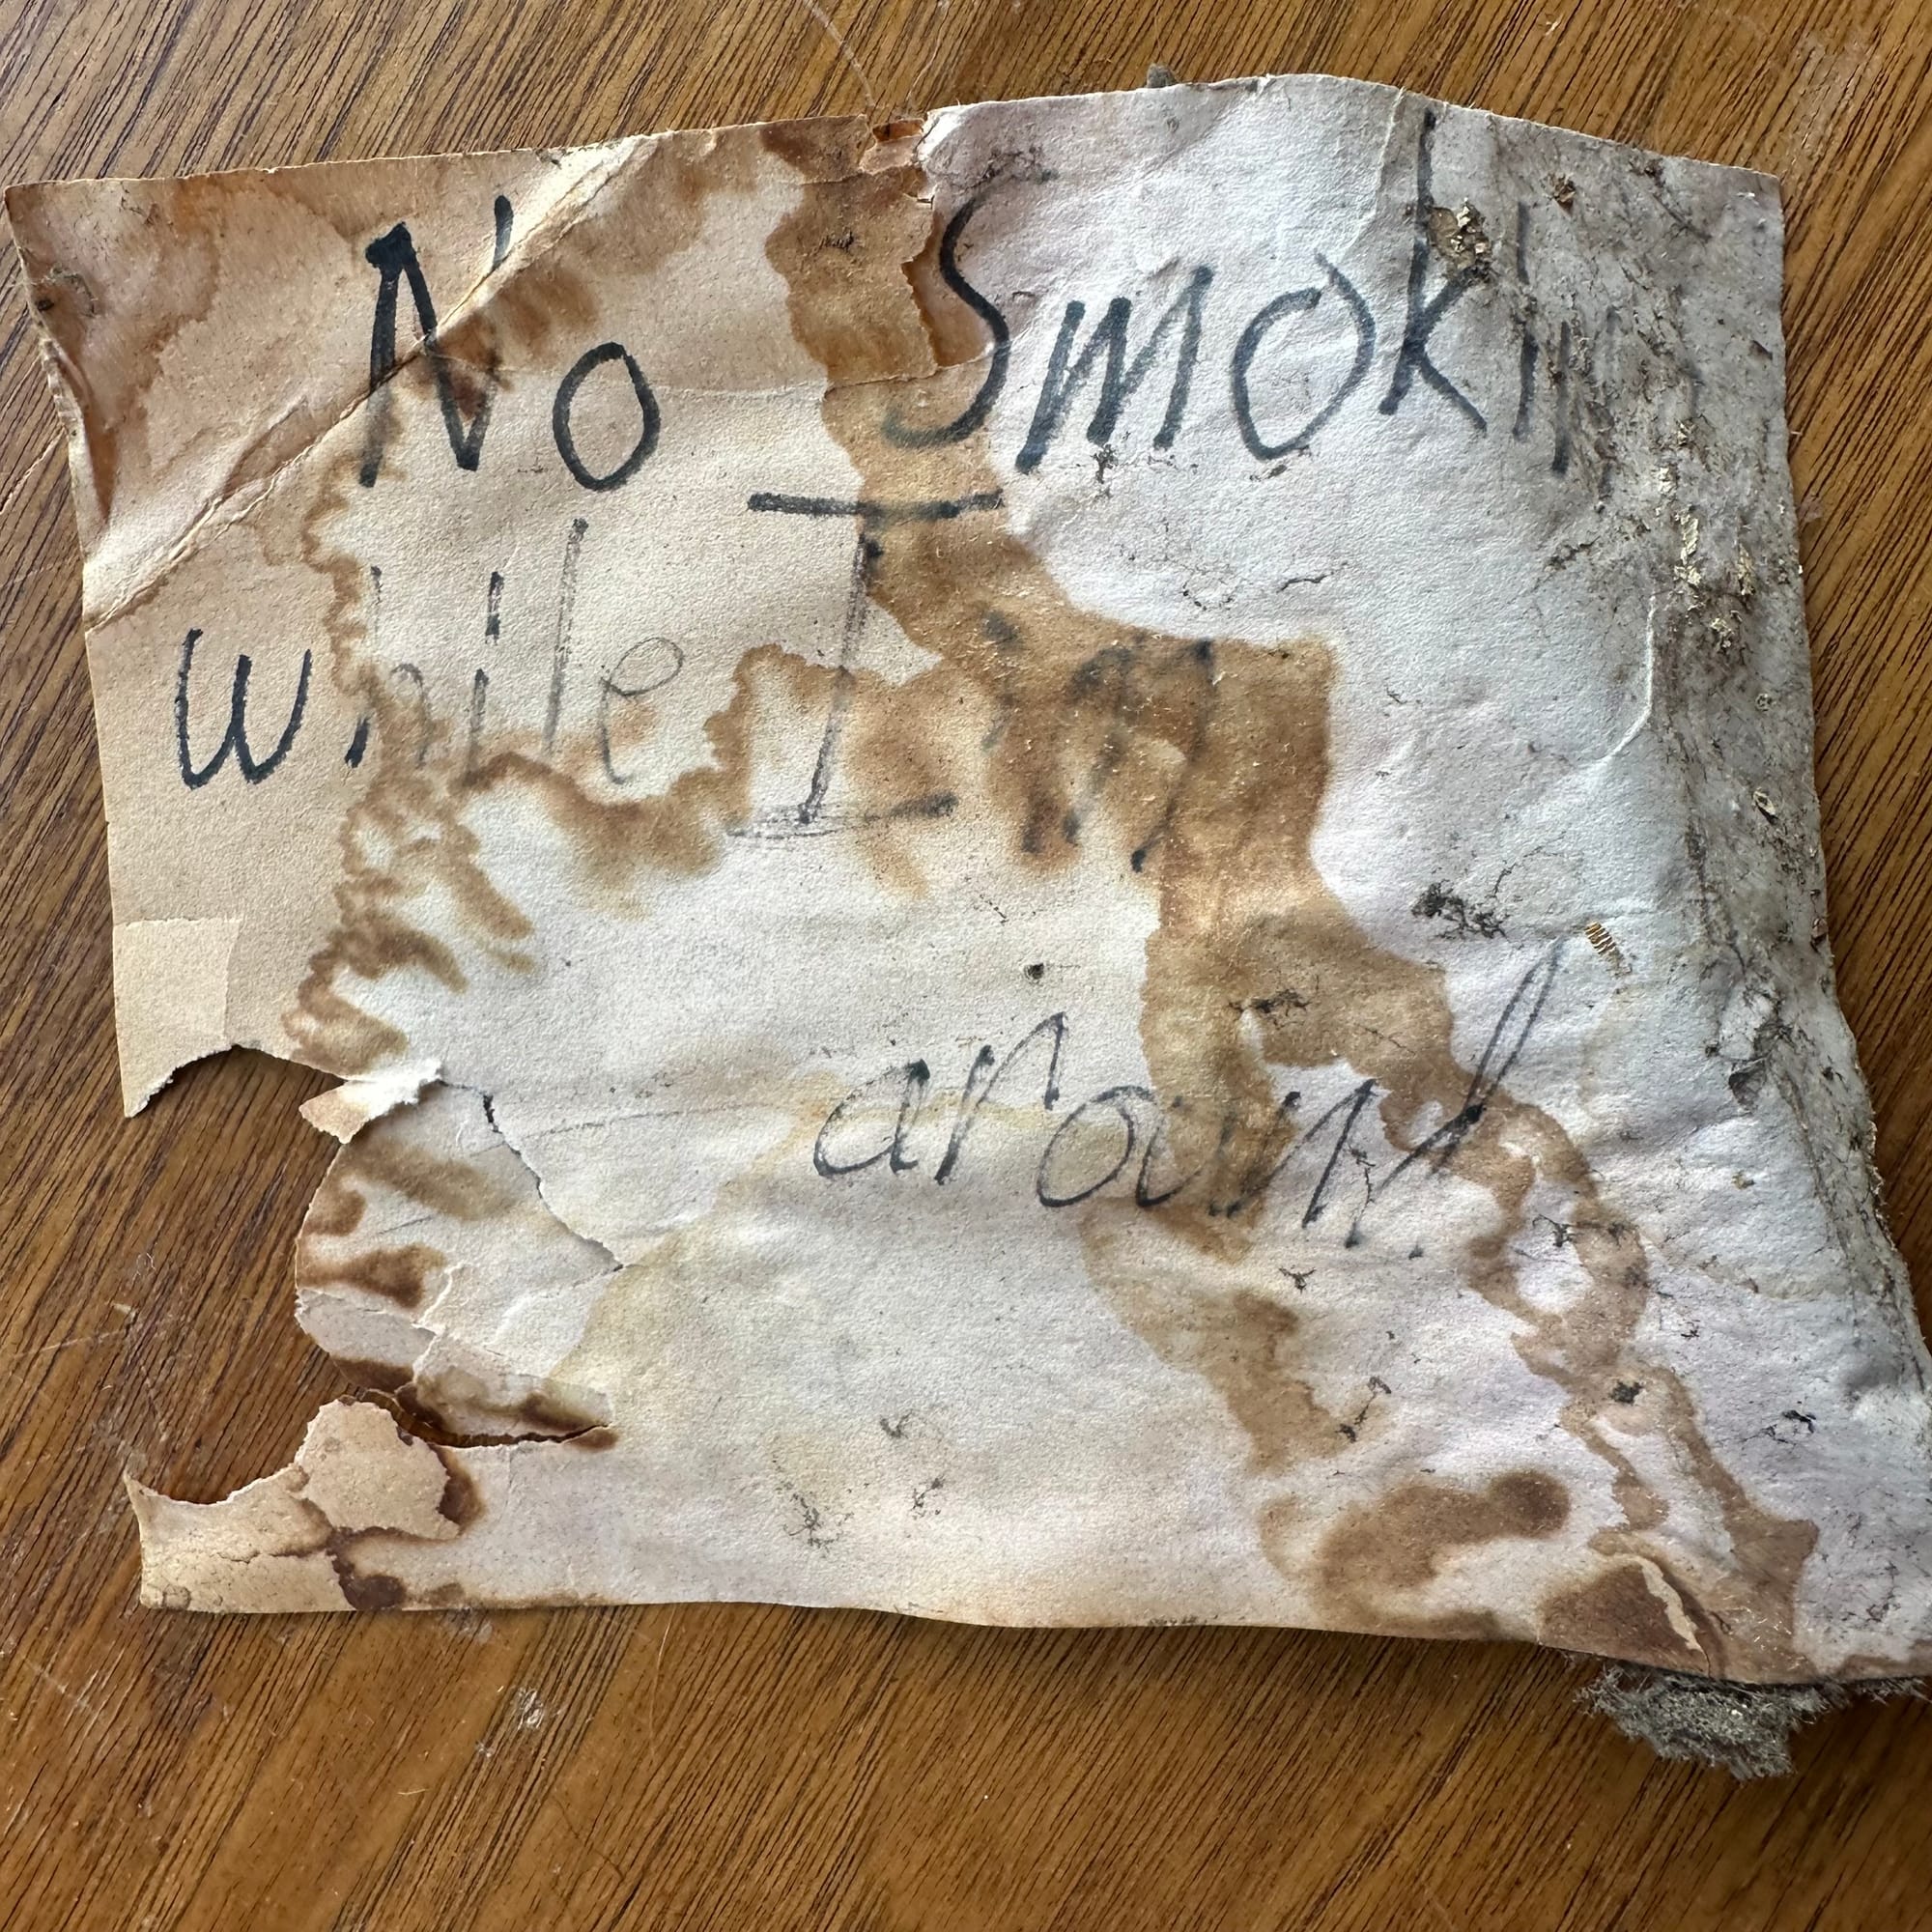 No Smokin
while I'm
around